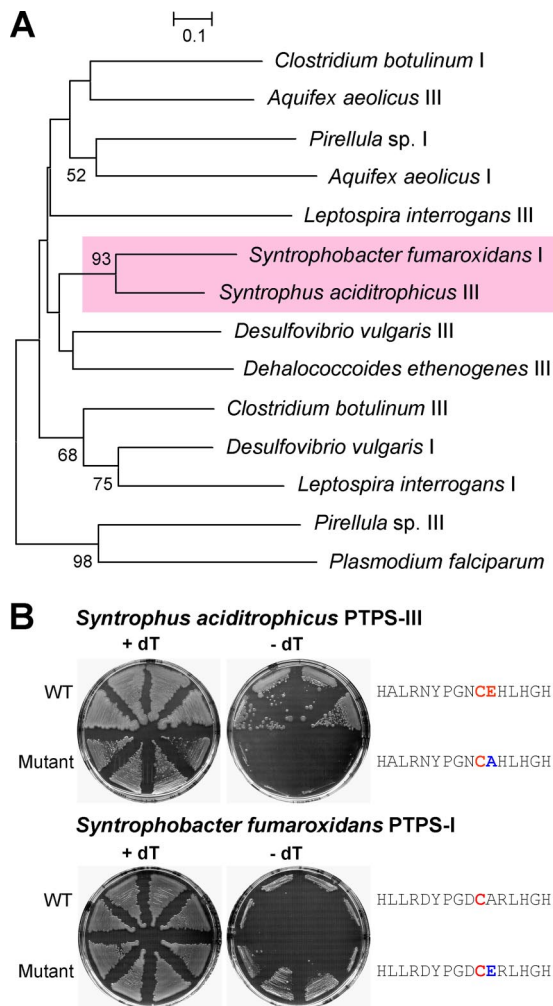 A
0.1
Clostridium botulinum I
Aquifex aeolicus III
Pirellula sp. I
52
Aquifex aeolicus I
Leptospira interrogans III
93
Syntrophobacter fumaroxidans I
Syntrophus aciditrophicus III
Desulfovibrio vulgaris III
Dehalococcoides ethenogenes III
Clostridium botulinum III
68
Desulfovibrio vulgaris I
75
Leptospira interrogans I
Pirellula sp. III
98
Plasmodium falciparum
B
Syntrophus aciditrophicus PTPS-III
+ dT - dT
WT HALRNYPGNCEHLHGH
Mutant HALRNYPGNCAHLHGH
Syntrophobacter fumaroxidans PTPS-I
+ dT - dT
WT HLLRDYPGDCARLHGH
Mutant HLLRDYPGDCERLHGH